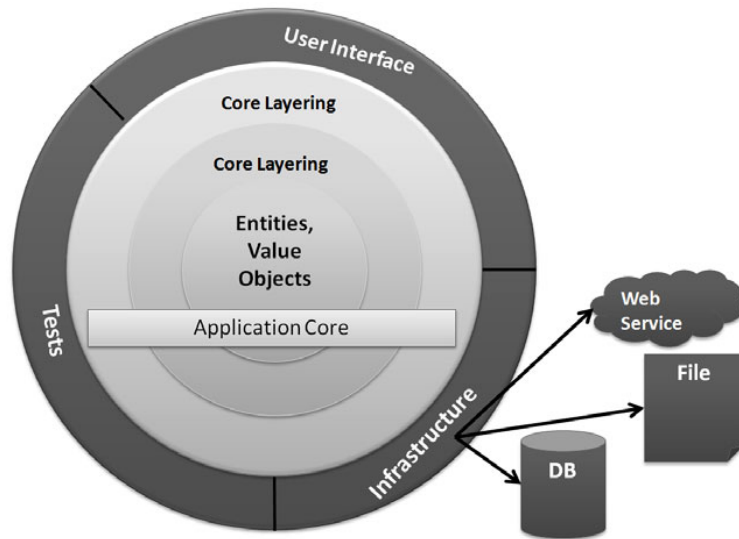 User Interface
Core Layering
Core Layering
Entities,
Value
Objects
Application Core
Tests
Infrastructure
Web
Service
File
DB